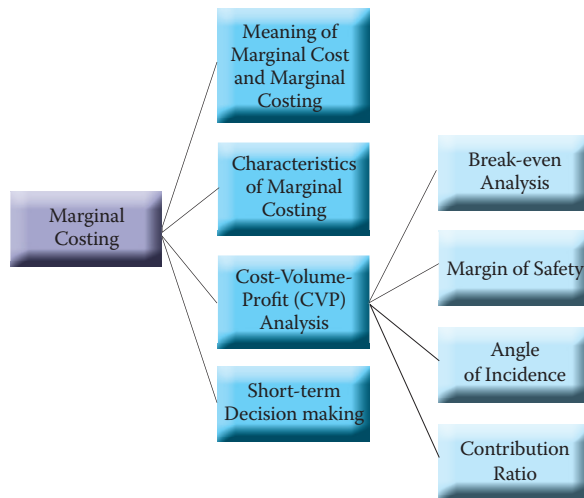 Marginal
Costing
Meaning of
Marginal Cost
and Marginal
Costing
Characteristics
of Marginal
Costing
Cost-Volume-
Profit (CVP)
Analysis
Short-term
Decision making
Break-even
Analysis
Margin of Safety
Angle
of Incidence
Contribution
Ratio